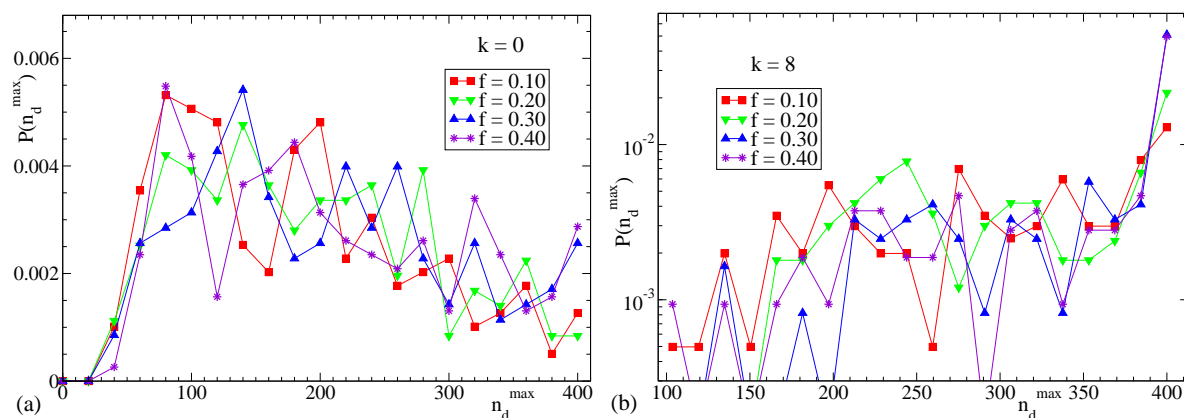 0.006
0.004
0.002
0
P(n_d^max)
k = 0
f = 0.10
f = 0.20
f = 0.30
f = 0.40
0 100 200 300 400
n_d^max
(a)
10^-2
10^-3
P(n_d^max)
k = 8
f = 0.10
f = 0.20
f = 0.30
f = 0.40
100 150 200 250 300 350 400
n_d^max
(b)